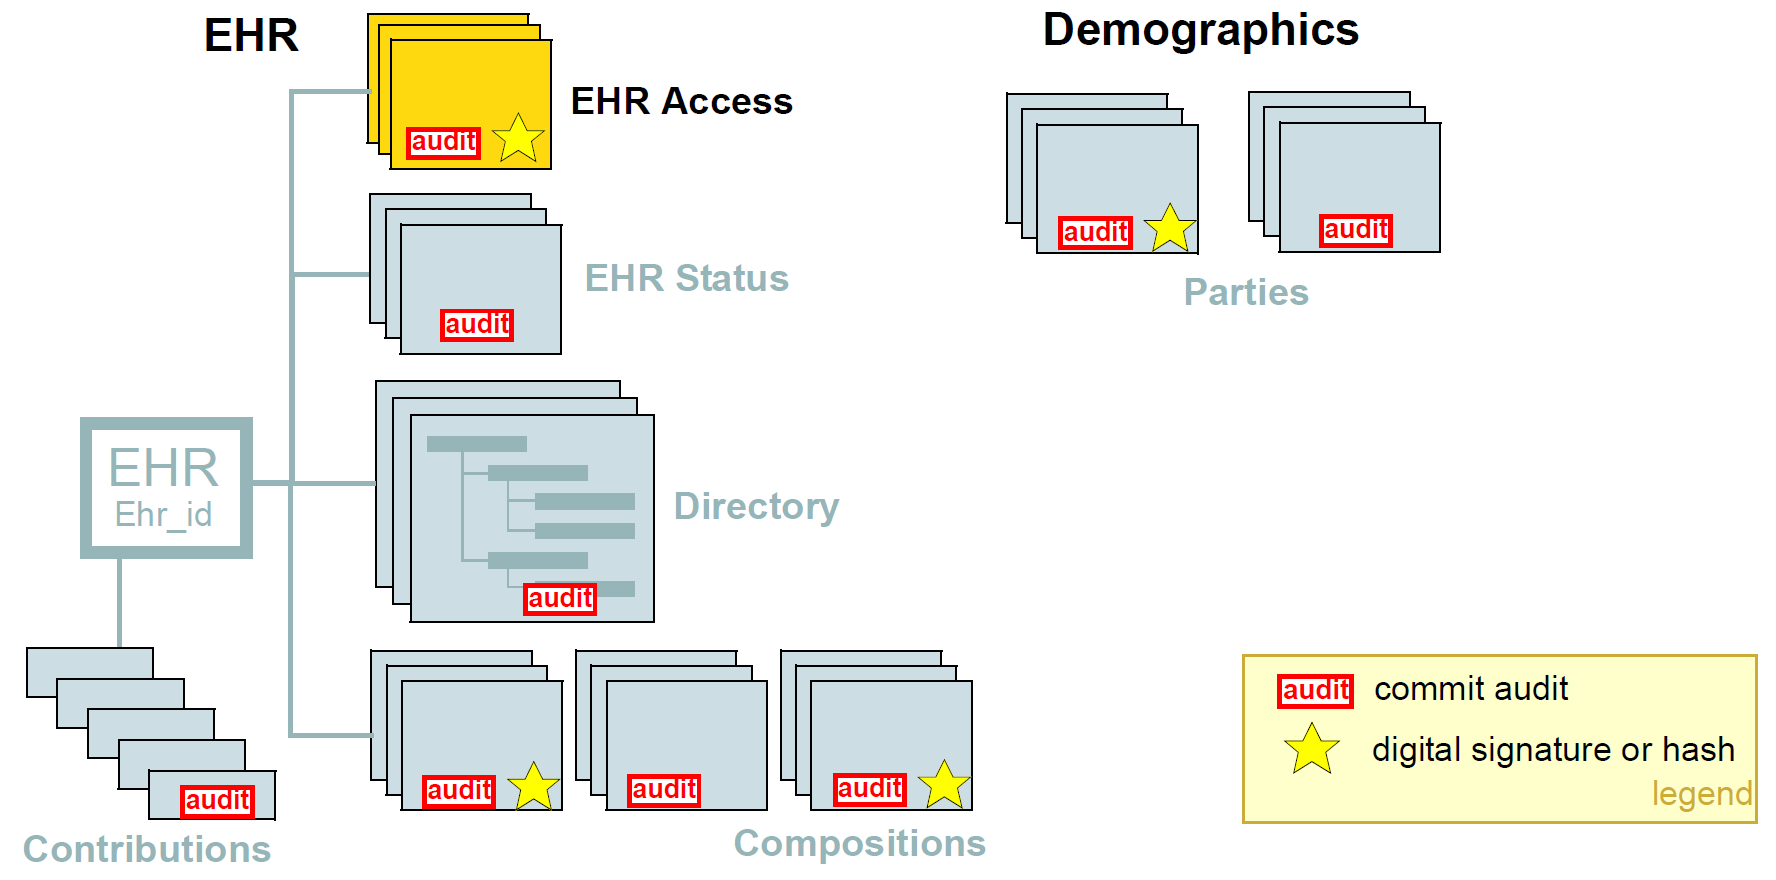 EHR
Demographics
EHR Access
audit
audit
audit
Parties
EHR Status
audit
EHR
Ehr_id
Directory
audit
audit
commit audit
digital signature or hash
legend
audit
audit
audit
audit
Contributions
Compositions